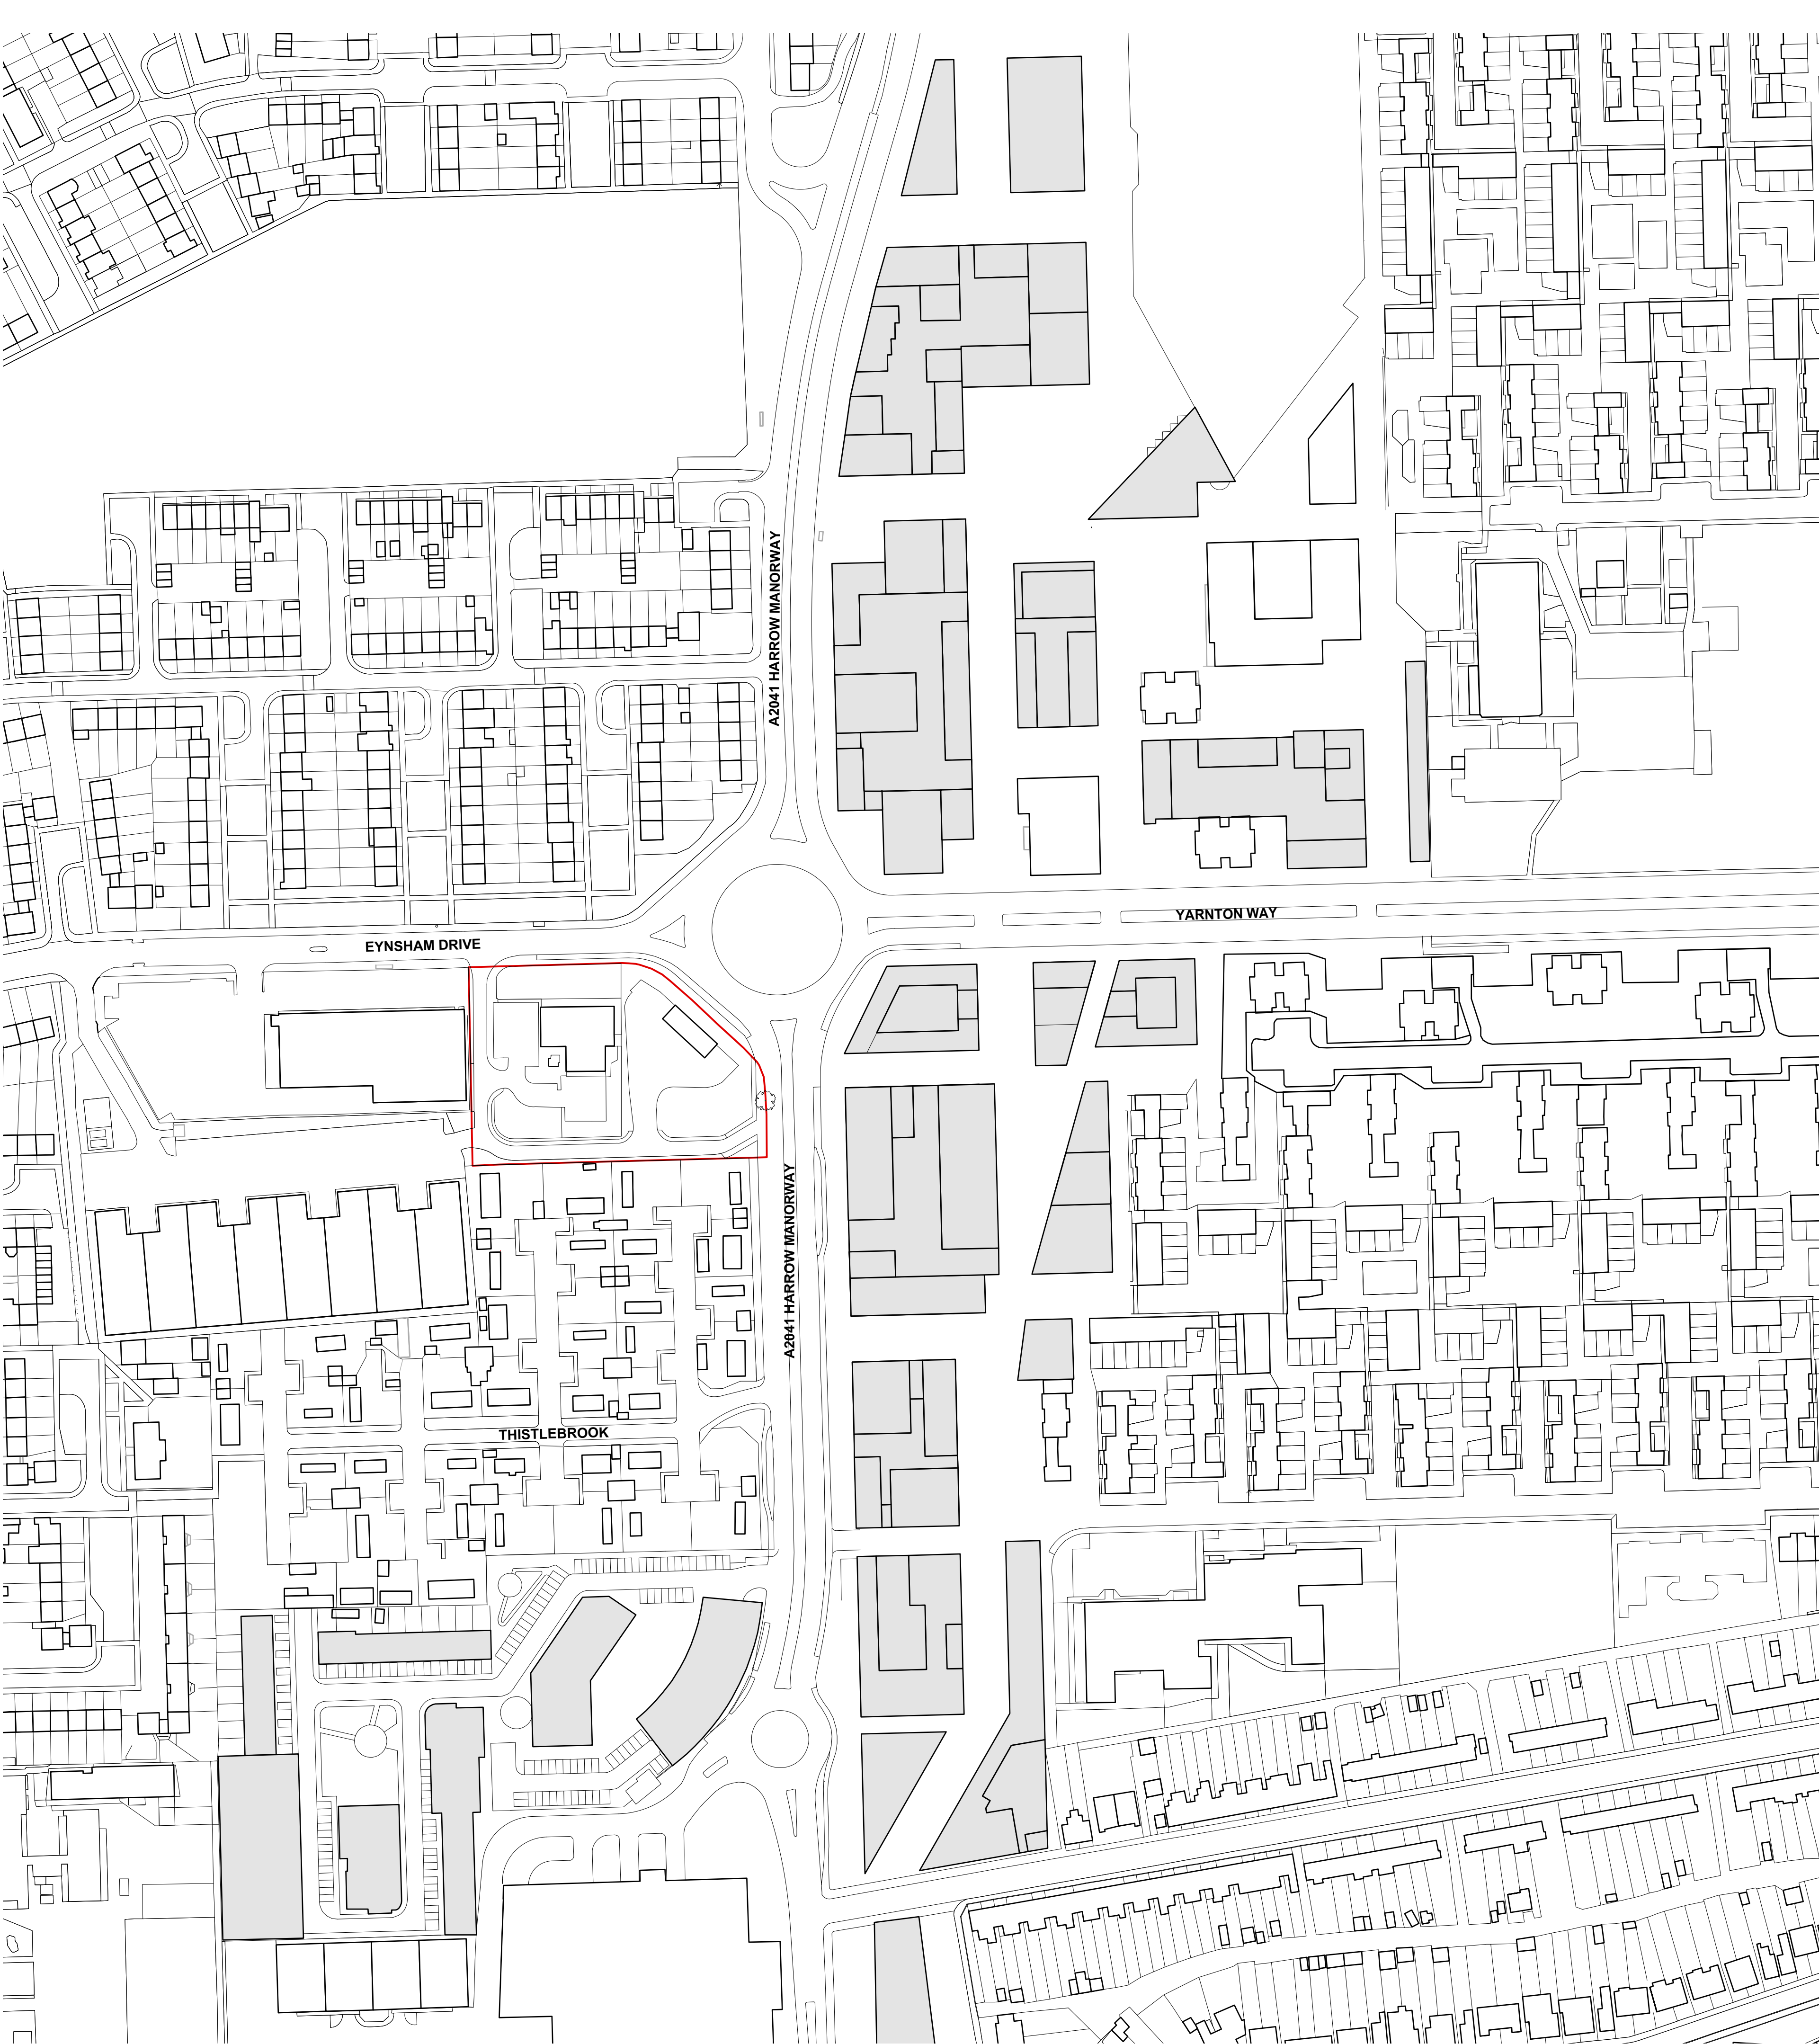 A2041 HARROW MANORWAY
YARNTON WAY
EYNSHAM DRIVE
A2041 HARROW MANORWAY
THISTLEBROOK